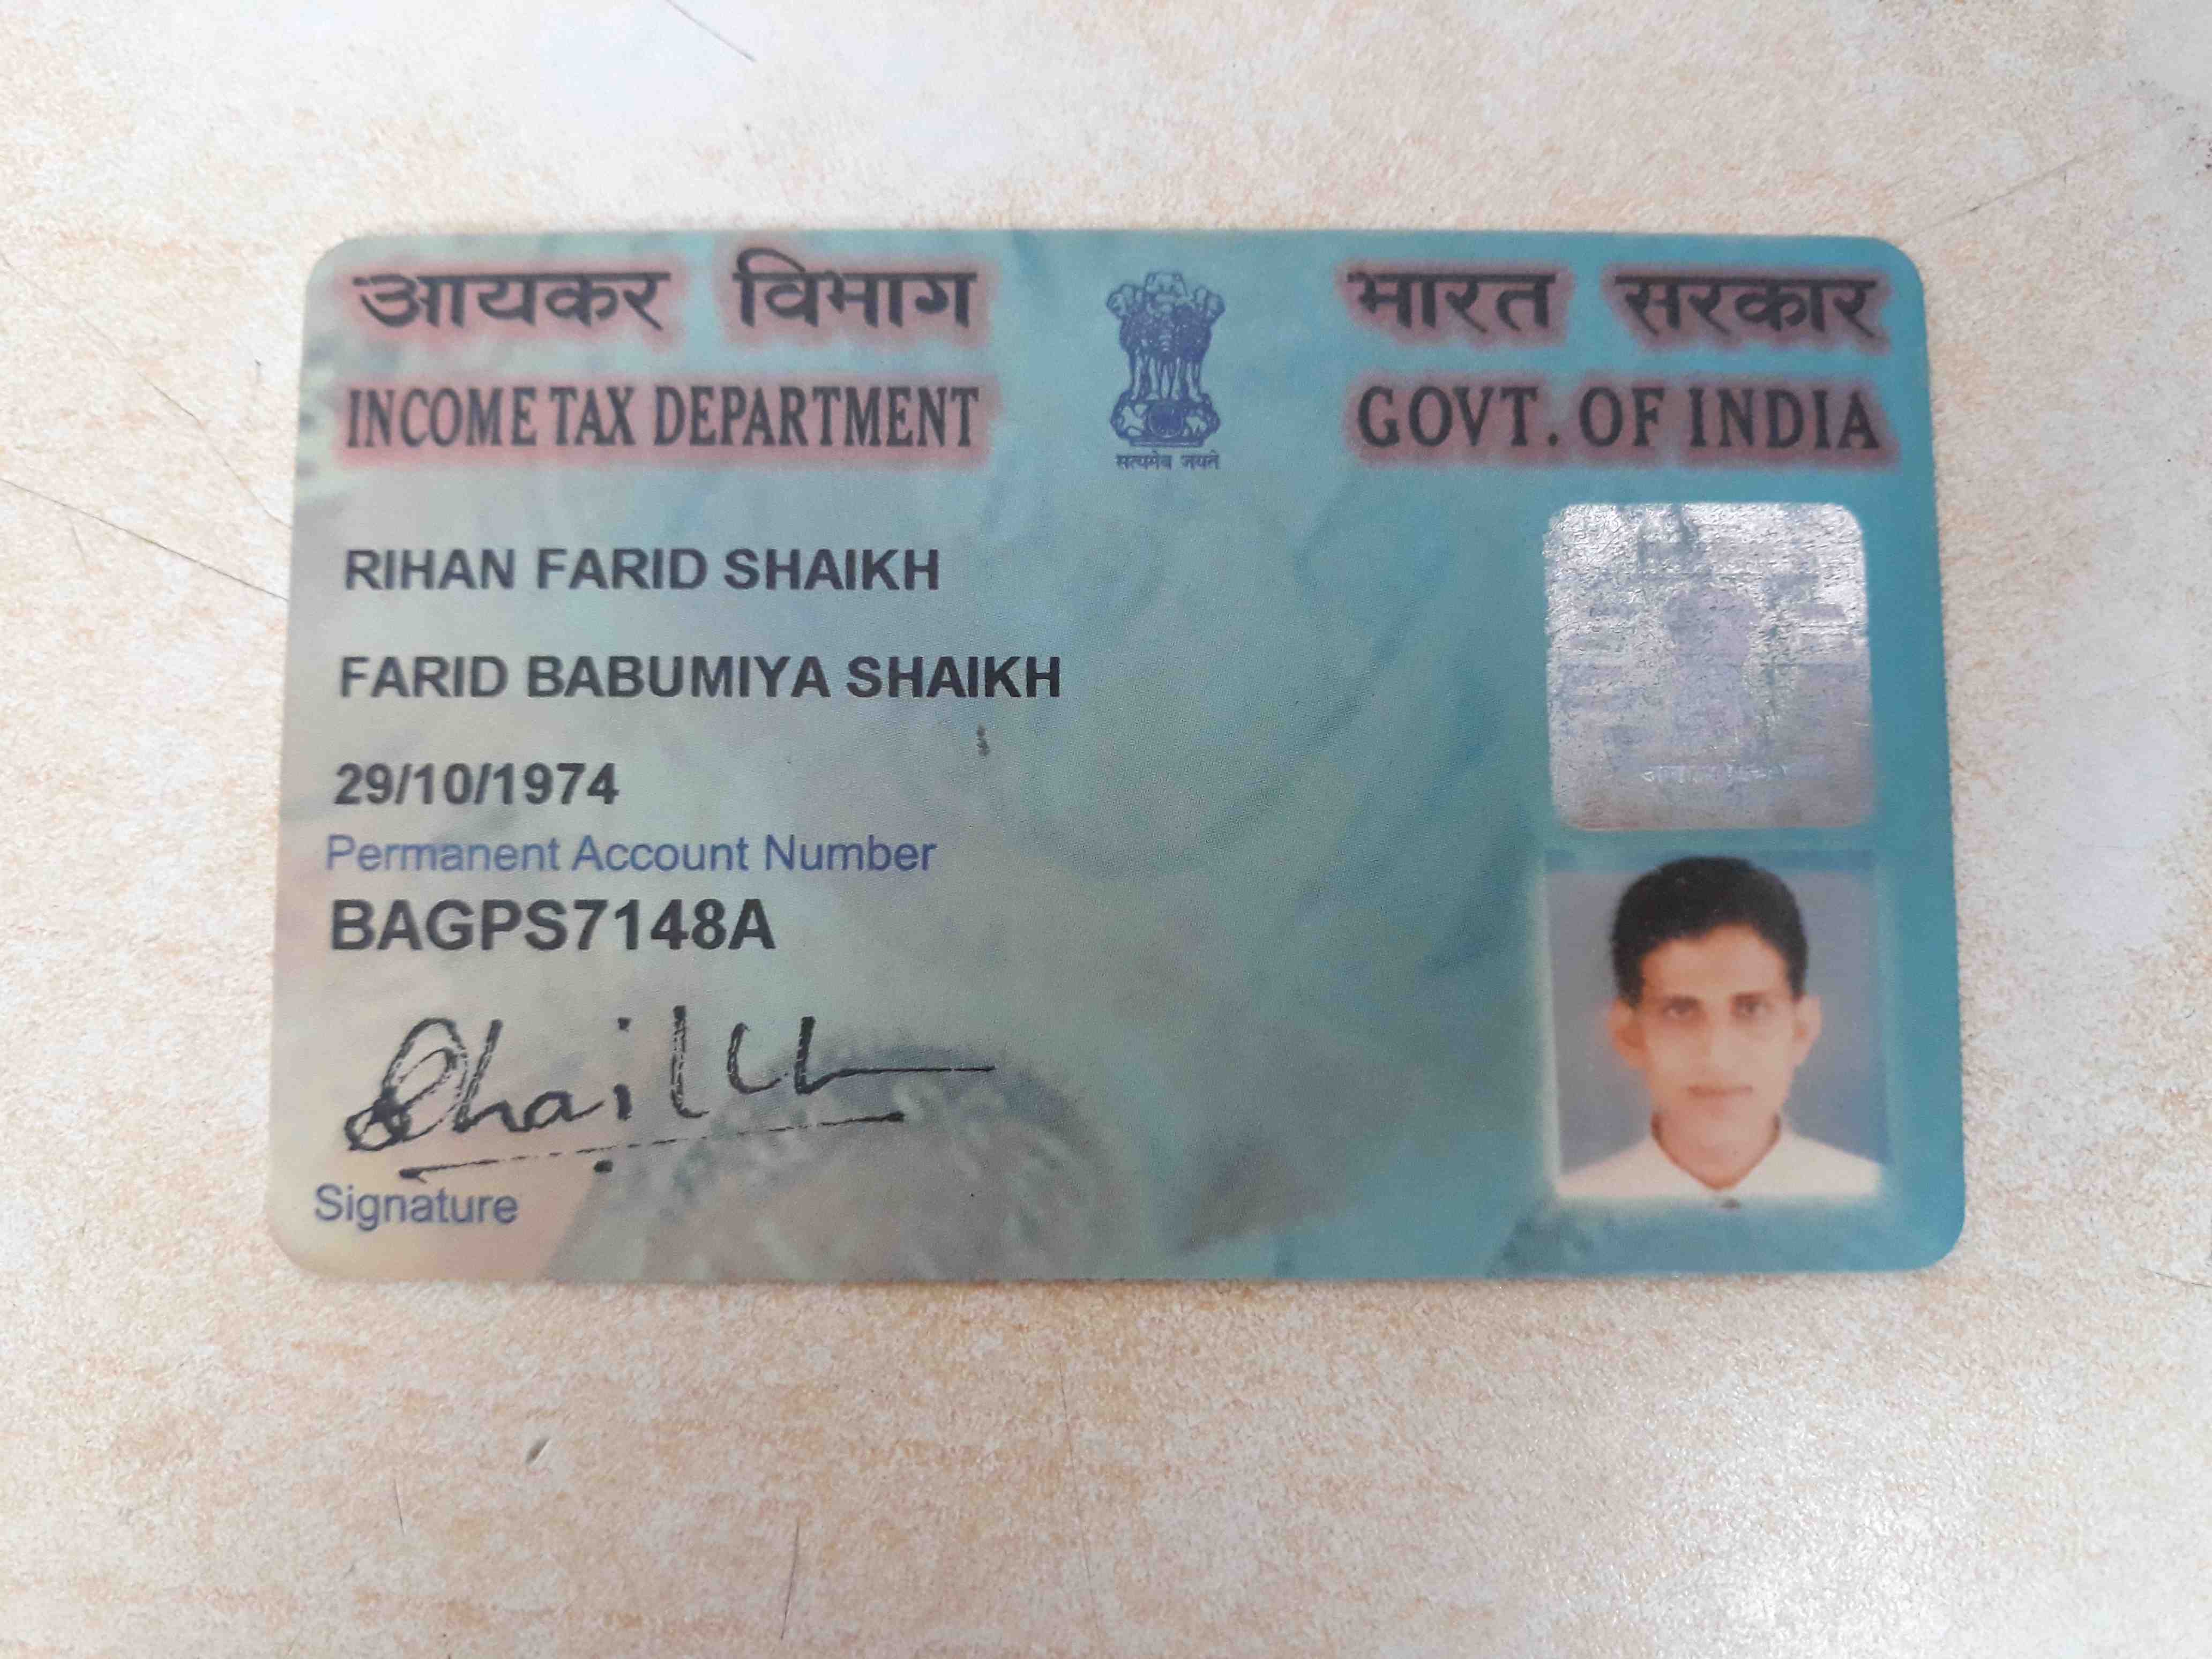 आयकर विभाग
INCOME TAX DEPARTMENT
सत्यमेव जयते
भारत सरकार
GOVT. OF INDIA
RIHAN FARID SHAIKH
FARID BABUMIYA SHAIKH
29/10/1974
Permanent Account Number
BAGPS7148A
Shaikh
Signature